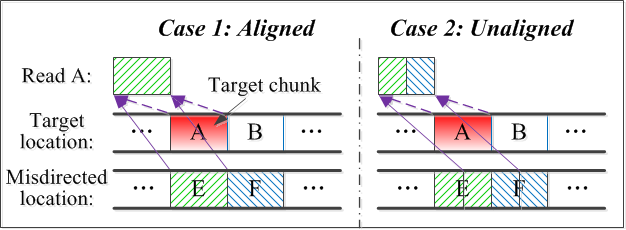 Case 1: Aligned
Case 2: Unaligned
Read A:
Target chunk
Target location:
··· A B ···
··· A B ···
Misdirected location:
··· E F ···
··· E F ···